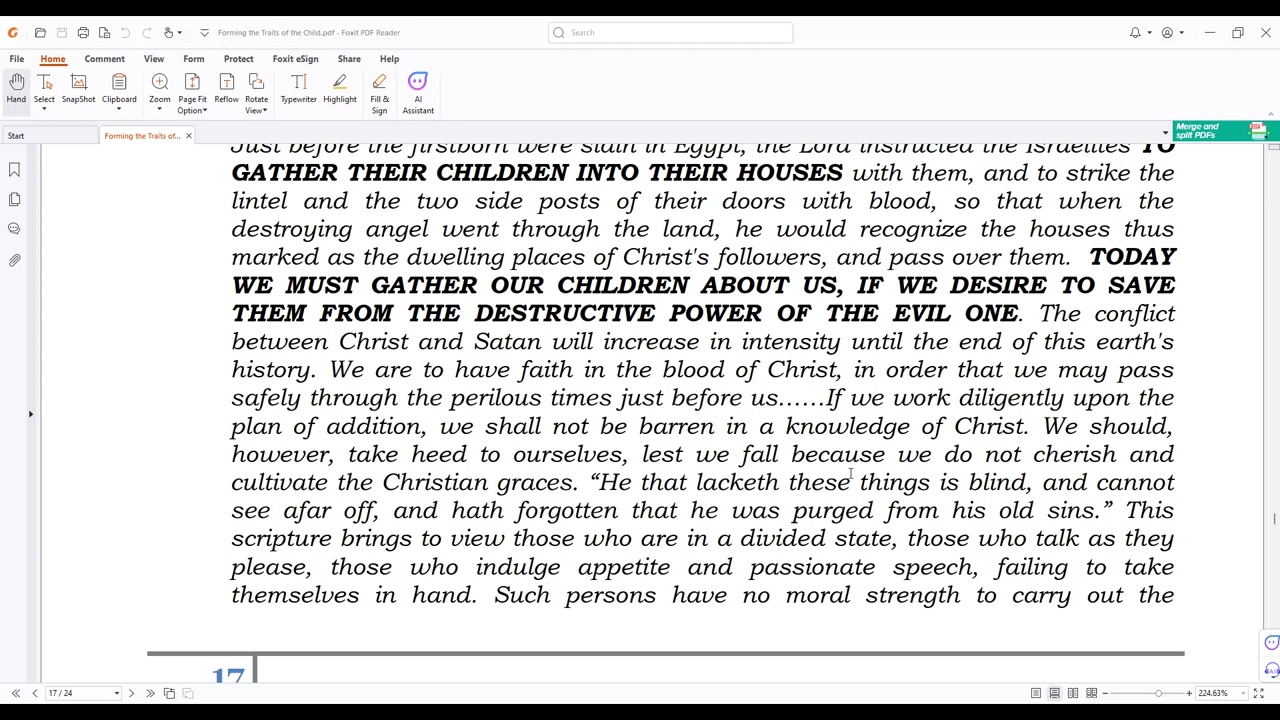 Forming the Traits of the Child.pdf - Foxit PDF Reader
Search
File Home Comment View Form Protect Foxit eSign Share Help
Hand Select SnapShot Clipboard Zoom Page Fit Option Reflow Rotate View Typewriter Highlight Fill & Sign AI Assistant
Start
Forming the Traits of...
Merge and split PDFs
Just before the firstborn were slain in Egypt, the Lord instructed the Israelites TO
GATHER THEIR CHILDREN INTO THEIR HOUSES with them, and to strike the
lintel and the two side posts of their doors with blood, so that when the
destroying angel went through the land, he would recognize the houses thus
marked as the dwelling places of Christ's followers, and pass over them. TODAY
WE MUST GATHER OUR CHILDREN ABOUT US, IF WE DESIRE TO SAVE
THEM FROM THE DESTRUCTIVE POWER OF THE EVIL ONE. The conflict
between Christ and Satan will increase in intensity until the end of this earth's
history. We are to have faith in the blood of Christ, in order that we may pass
safely through the perilous times just before us……If we work diligently upon the
plan of addition, we shall not be barren in a knowledge of Christ. We should,
however, take heed to ourselves, lest we fall because we do not cherish and
cultivate the Christian graces. “He that lacketh these things is blind, and cannot
see afar off, and hath forgotten that he was purged from his old sins.” This
scripture brings to view those who are in a divided state, those who talk as they
please, those who indulge appetite and passionate speech, failing to take
themselves in hand. Such persons have no moral strength to carry out the
17
17 / 24
224.63%